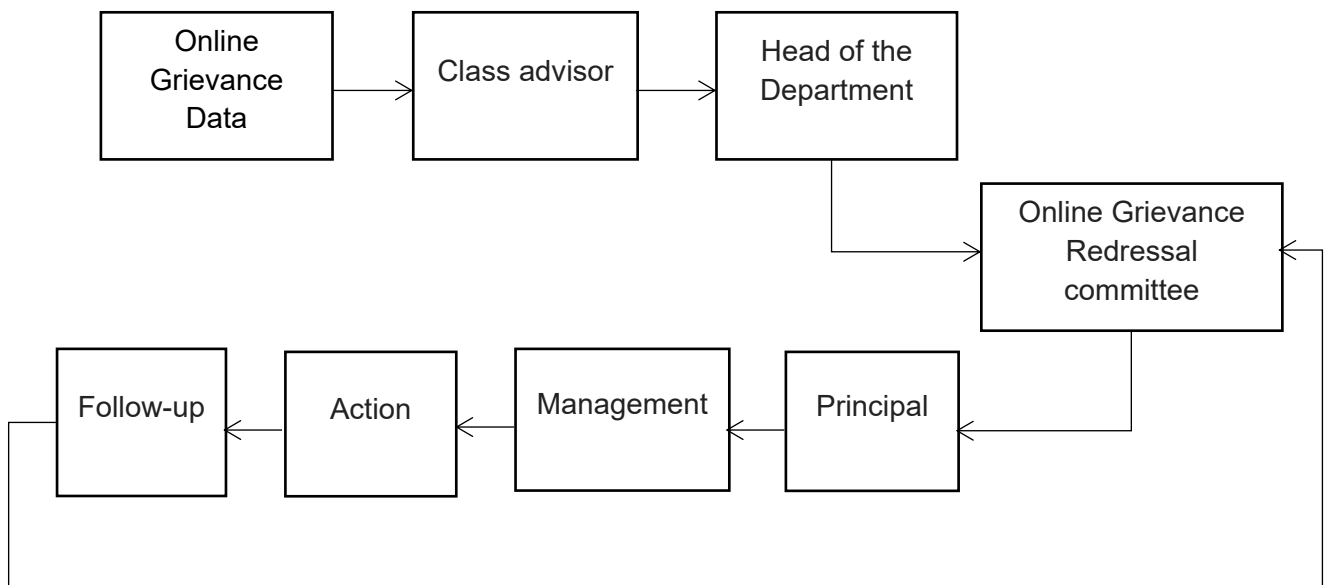 Online
Grievance
Data
Class advisor
Head of the
Department
Online Grievance
Redressal
committee
Follow-up
Action
Management
Principal